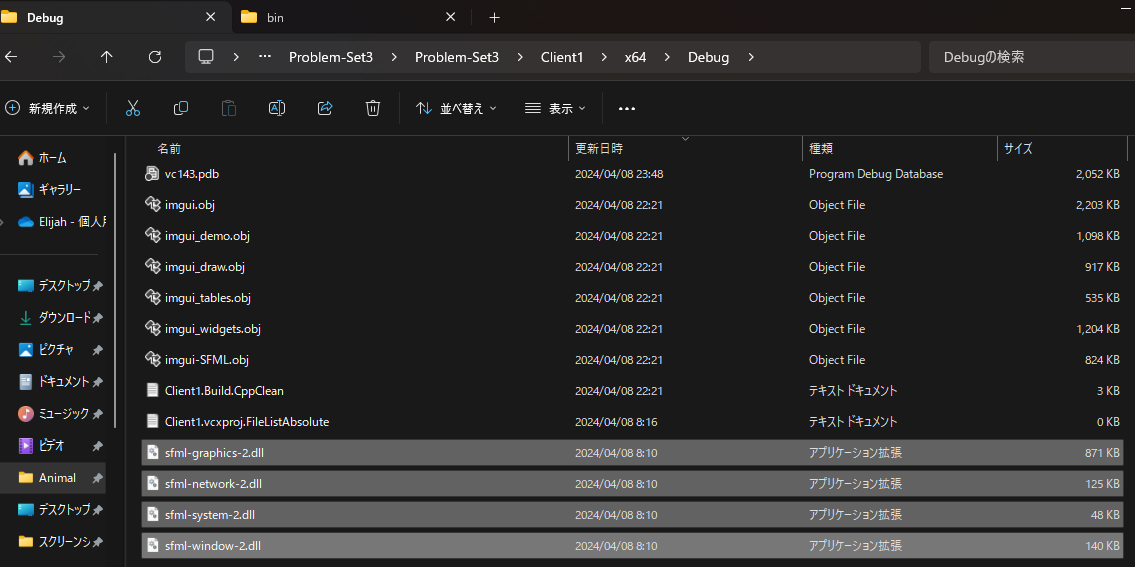 Debug
bin
Problem-Set3
Problem-Set3
Client1
x64
Debug
Debugの検索
新規作成
並べ替え
表示
名前 更新日時 種類 サイズ
vc143.pdb 2024/04/08 23:48 Program Debug Database 2,052 KB
imgui.obj 2024/04/08 22:21 Object File 2,203 KB
imgui_demo.obj 2024/04/08 22:21 Object File 1,098 KB
imgui_draw.obj 2024/04/08 22:21 Object File 917 KB
imgui_tables.obj 2024/04/08 22:21 Object File 535 KB
imgui_widgets.obj 2024/04/08 22:21 Object File 1,204 KB
imgui-SFML.obj 2024/04/08 22:21 Object File 824 KB
Client1.Build.CppClean 2024/04/08 22:21 テキスト ドキュメント 3 KB
Client1.vcxproj.FileListAbsolute 2024/04/08 8:16 テキスト ドキュメント 0 KB
sfml-graphics-2.dll 2024/04/08 8:10 アプリケーション拡張 871 KB
sfml-network-2.dll 2024/04/08 8:10 アプリケーション拡張 125 KB
sfml-system-2.dll 2024/04/08 8:10 アプリケーション拡張 48 KB
sfml-window-2.dll 2024/04/08 8:10 アプリケーション拡張 140 KB
ホーム
ギャラリー
Elijah - 個人
デスクトップ
ダウンロード
ピクチャ
ドキュメント
ミュージック
ビデオ
Animal
デスクトップ
スクリーンシ